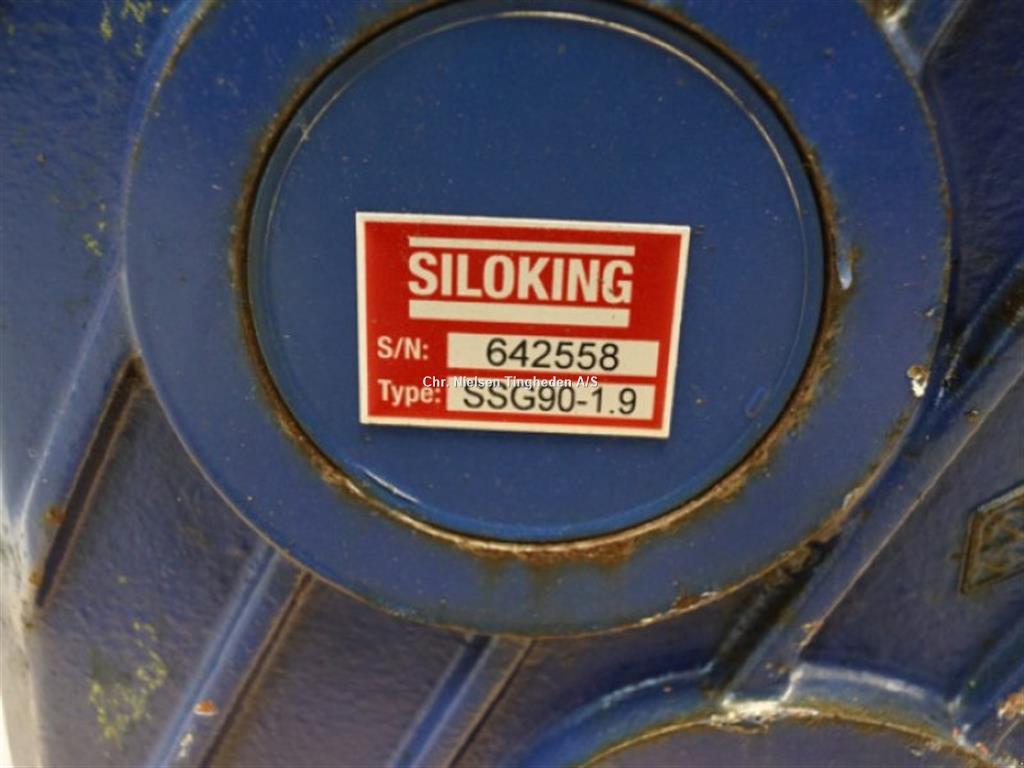 SILOKING
S/N: 642558
Chr. Nielsen Tingheden A/S
Type: SSG90-1.9